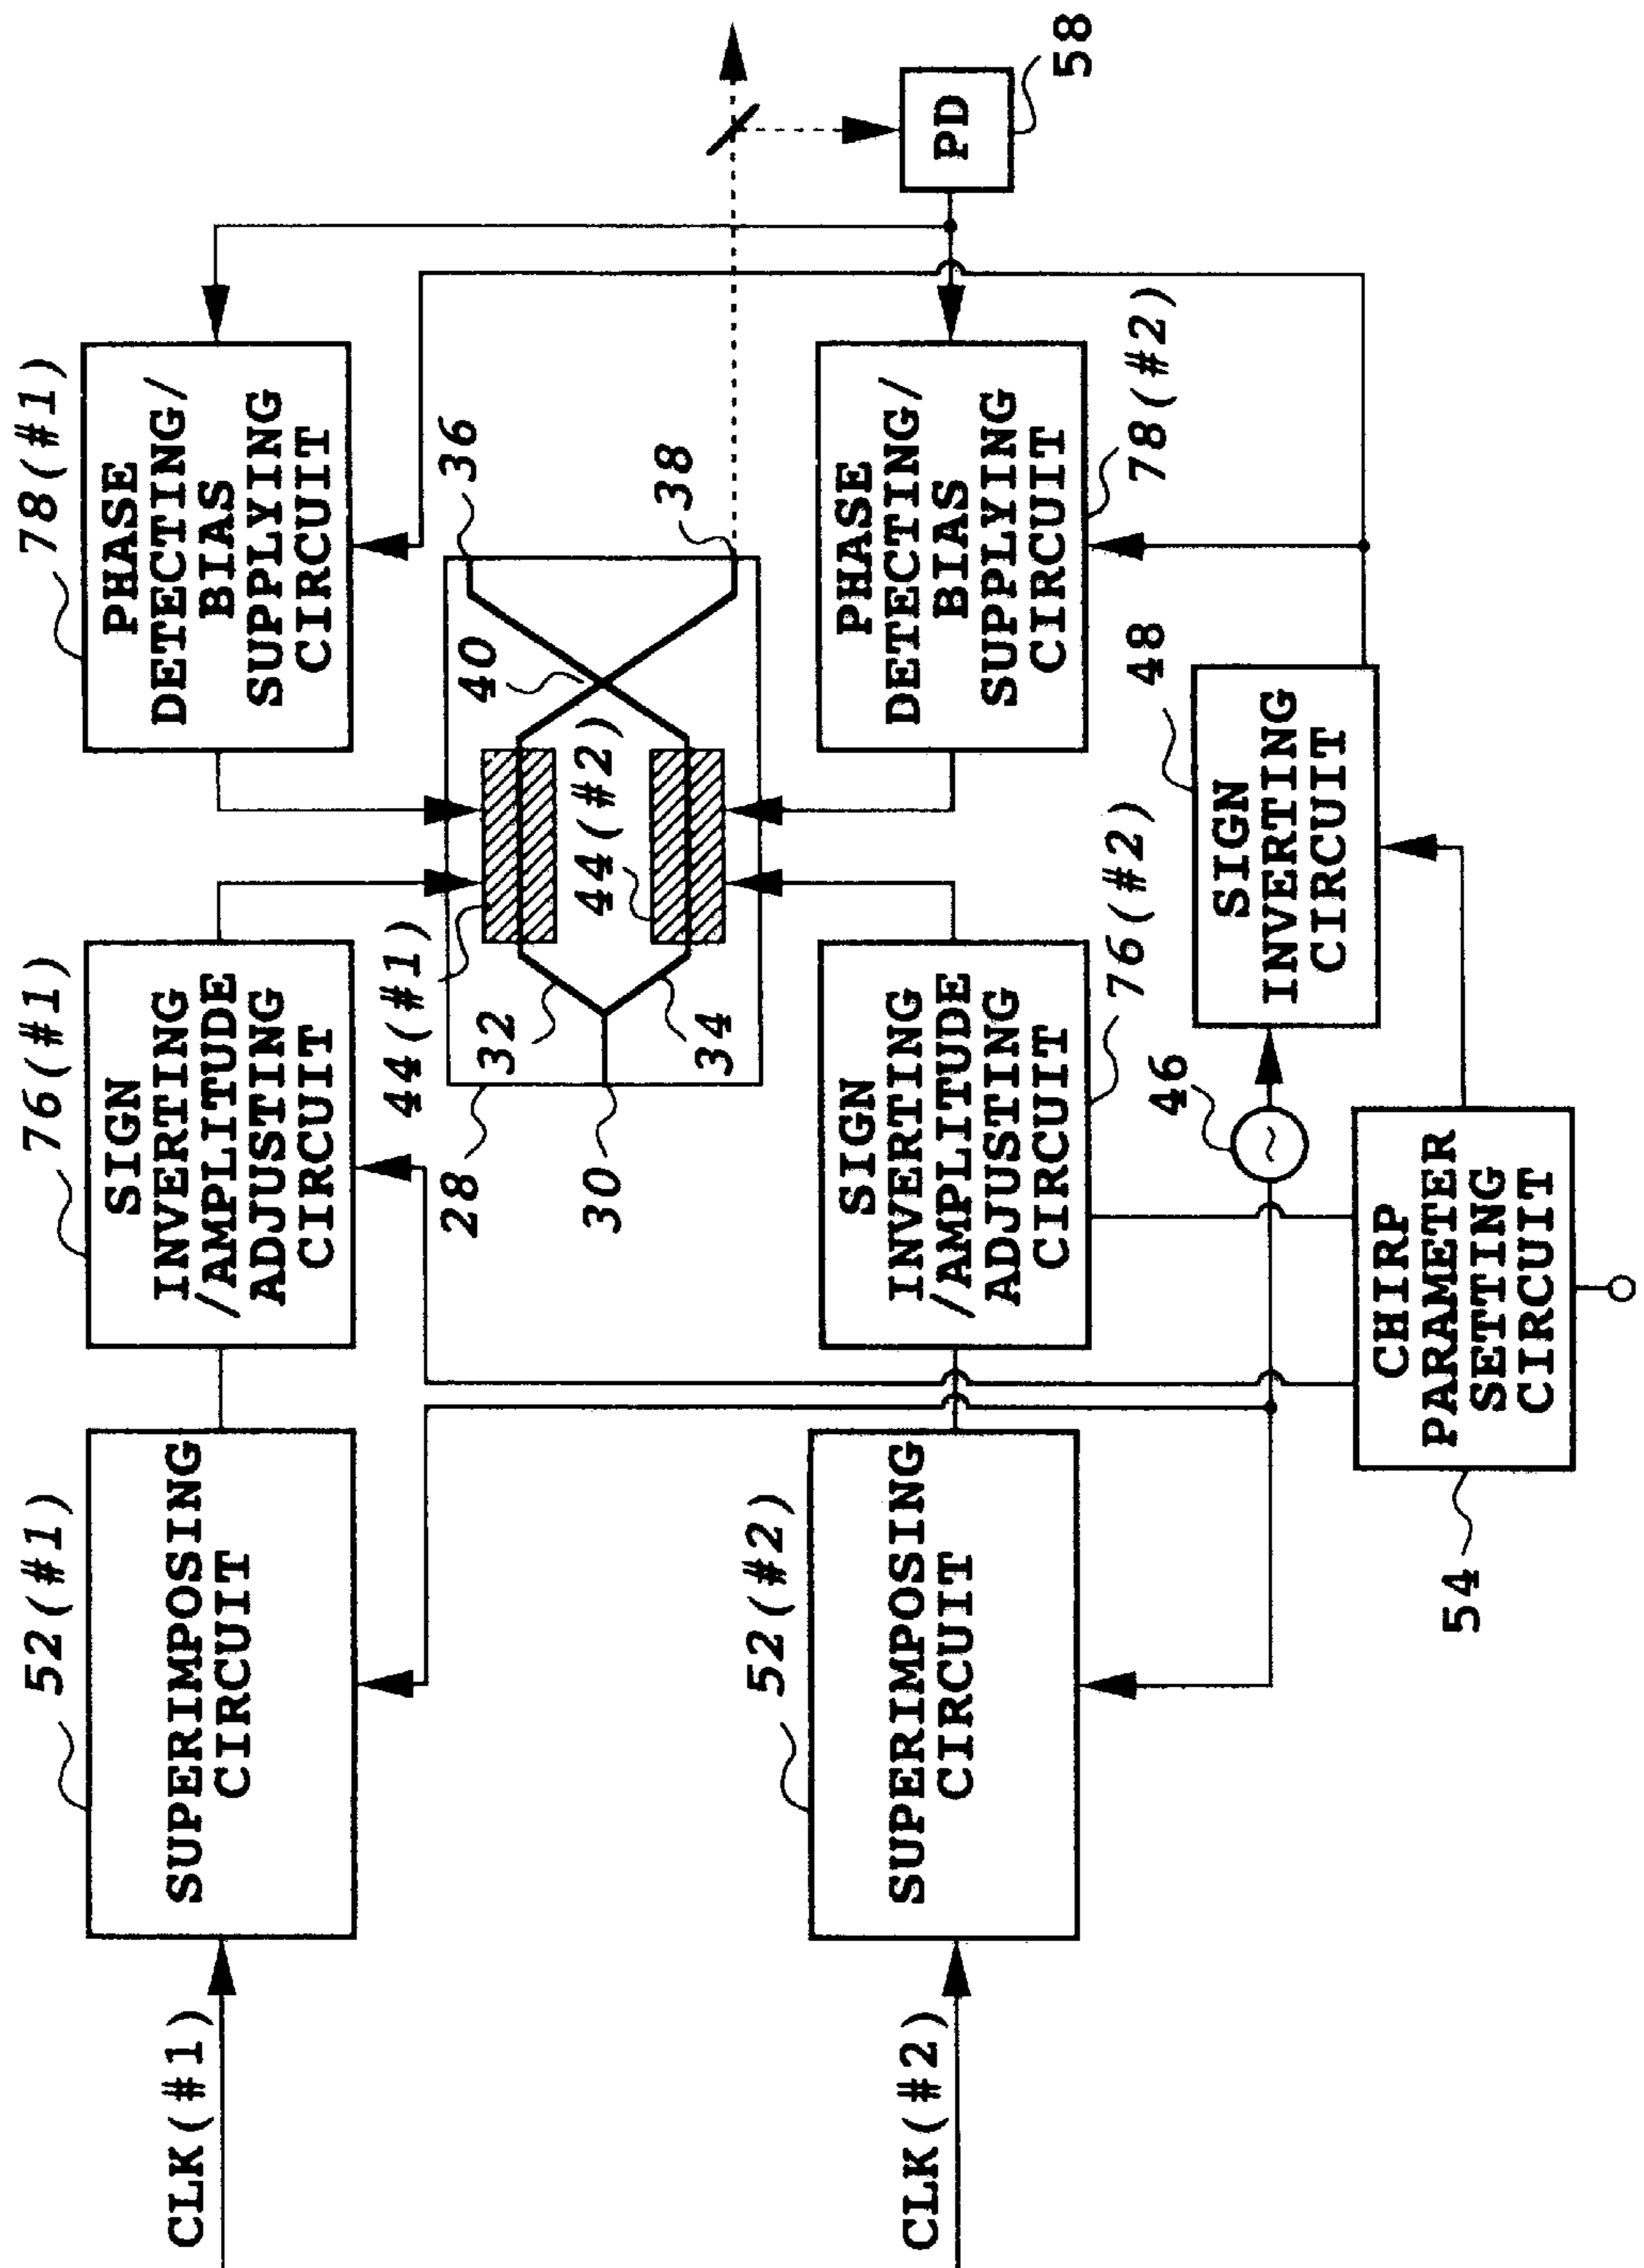 CLK(#1)
52(#1)
SUPERIMPOSING
CIRCUIT
76(#1)
SIGN
INVERTING
/AMPLITUDE
ADJUSTING
CIRCUIT
78(#1)
PHASE
DETECTING/
BIAS
SUPPLYING
CIRCUIT
44(#1)
28
30
32
34
44(#2)
40
36
38
CLK(#2)
52(#2)
SUPERIMPOSING
CIRCUIT
SIGN
INVERTING
/AMPLITUDE
ADJUSTING
CIRCUIT
76(#2)
PHASE
DETECTING/
BIAS
SUPPLYING
CIRCUIT
78(#2)
PD
58
46
~
48
SIGN
INVERTING
CIRCUIT
CHIRP
PARAMETER
SETTING
CIRCUIT
54